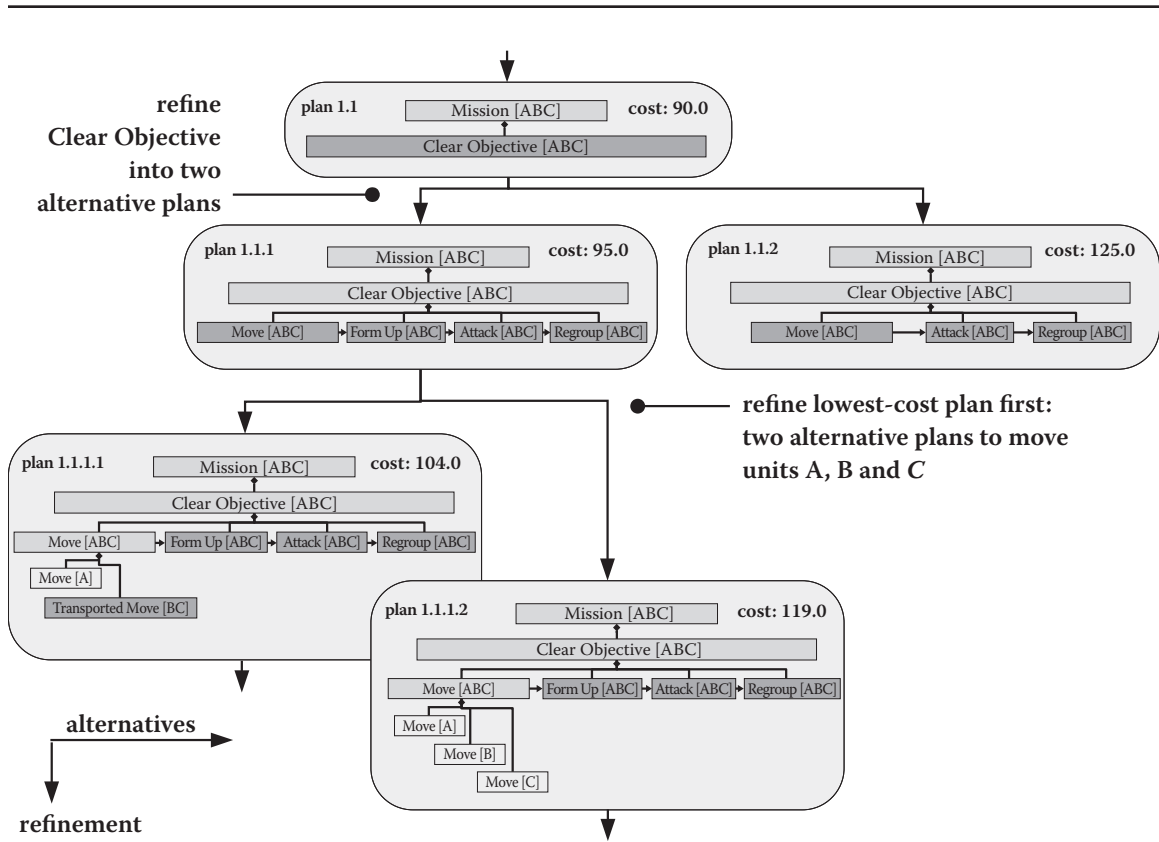 refine
Clear Objective
into two
alternative plans
plan 1.1
Mission [ABC]
cost: 90.0
Clear Objective [ABC]
plan 1.1.1
Mission [ABC]
cost: 95.0
Clear Objective [ABC]
Move [ABC]
Form Up [ABC]
Attack [ABC]
Regroup [ABC]
plan 1.1.2
Mission [ABC]
cost: 125.0
Clear Objective [ABC]
Move [ABC]
Attack [ABC]
Regroup [ABC]
refine lowest-cost plan first:
two alternative plans to move
units A, B and C
plan 1.1.1.1
Mission [ABC]
cost: 104.0
Clear Objective [ABC]
Move [ABC]
Form Up [ABC]
Attack [ABC]
Regroup [ABC]
Move [A]
Transported Move [BC]
plan 1.1.1.2
Mission [ABC]
cost: 119.0
Clear Objective [ABC]
Move [ABC]
Form Up [ABC]
Attack [ABC]
Regroup [ABC]
Move [A]
Move [B]
Move [C]
alternatives
refinement